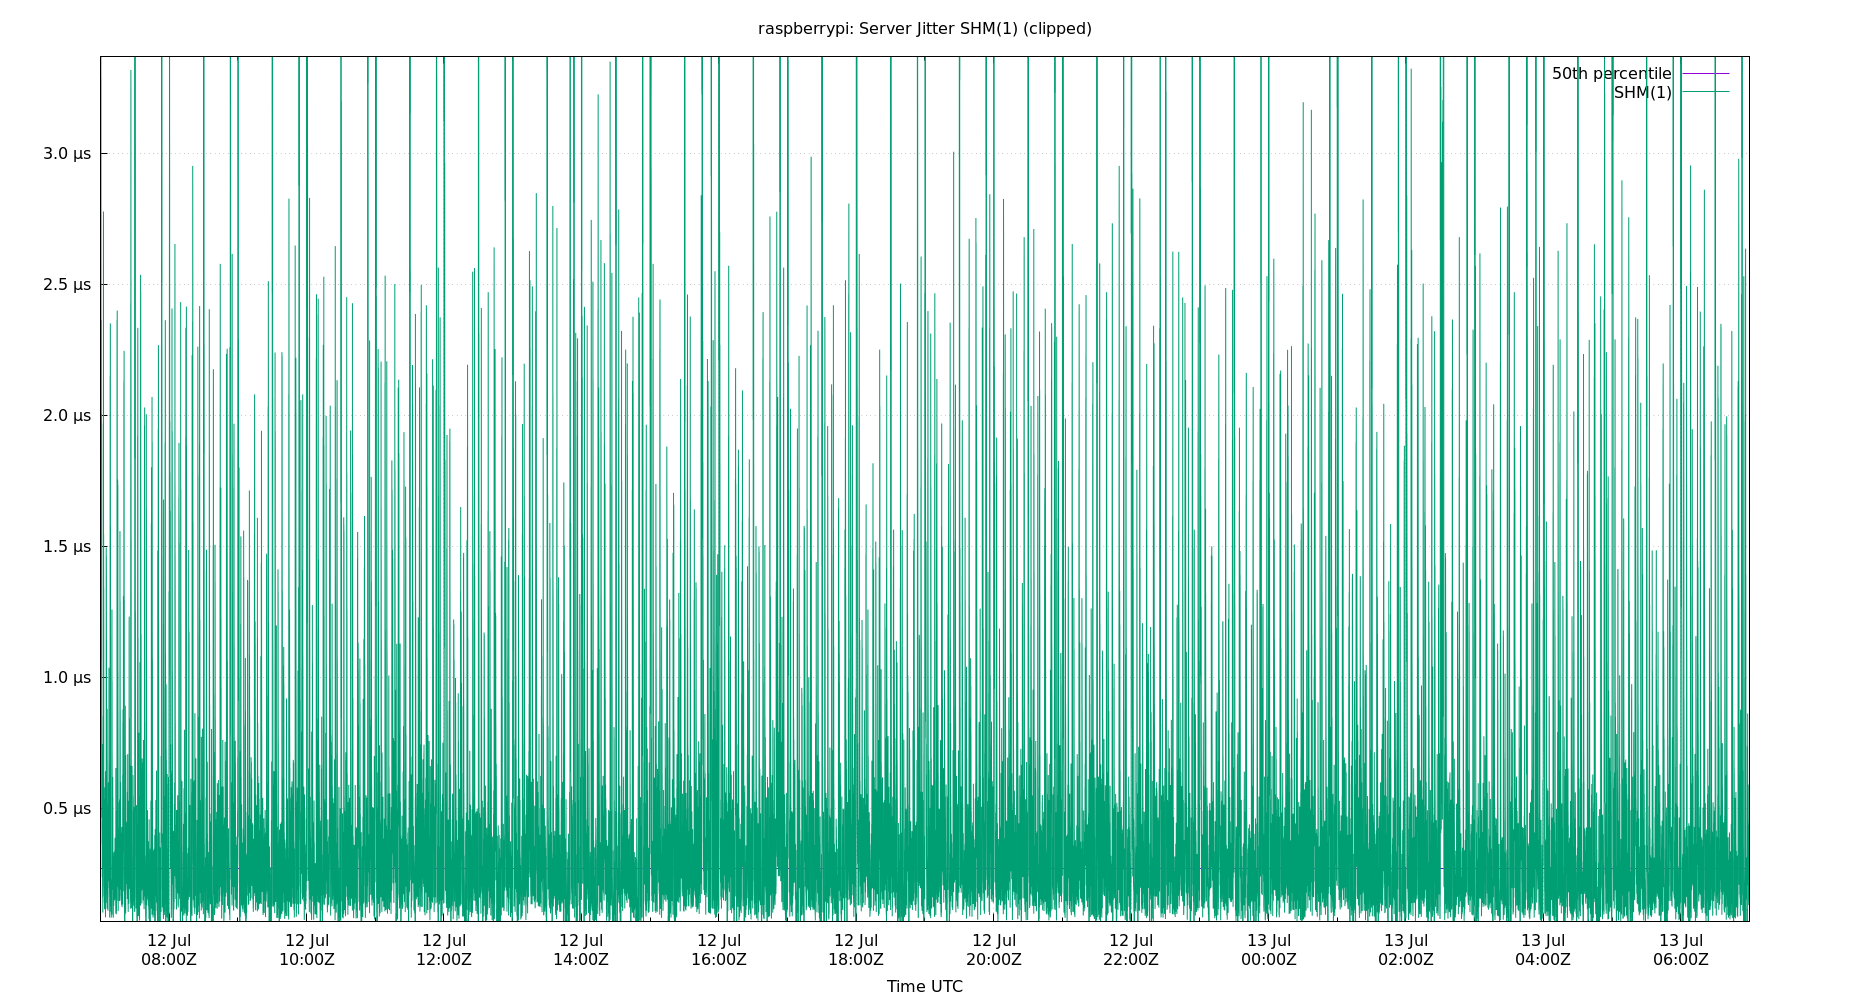 raspberrypi: Server Jitter SHM(1) (clipped)
50th percentile
SHM(1)
3.0 µs
2.5 µs
2.0 µs
1.5 µs
1.0 µs
0.5 µs
12 Jul 12 Jul 12 Jul 12 Jul 12 Jul 12 Jul 12 Jul 12 Jul 13 Jul 13 Jul 13 Jul 13 Jul
08:00Z 10:00Z 12:00Z 14:00Z 16:00Z 18:00Z 20:00Z 22:00Z 00:00Z 02:00Z 04:00Z 06:00Z
Time UTC